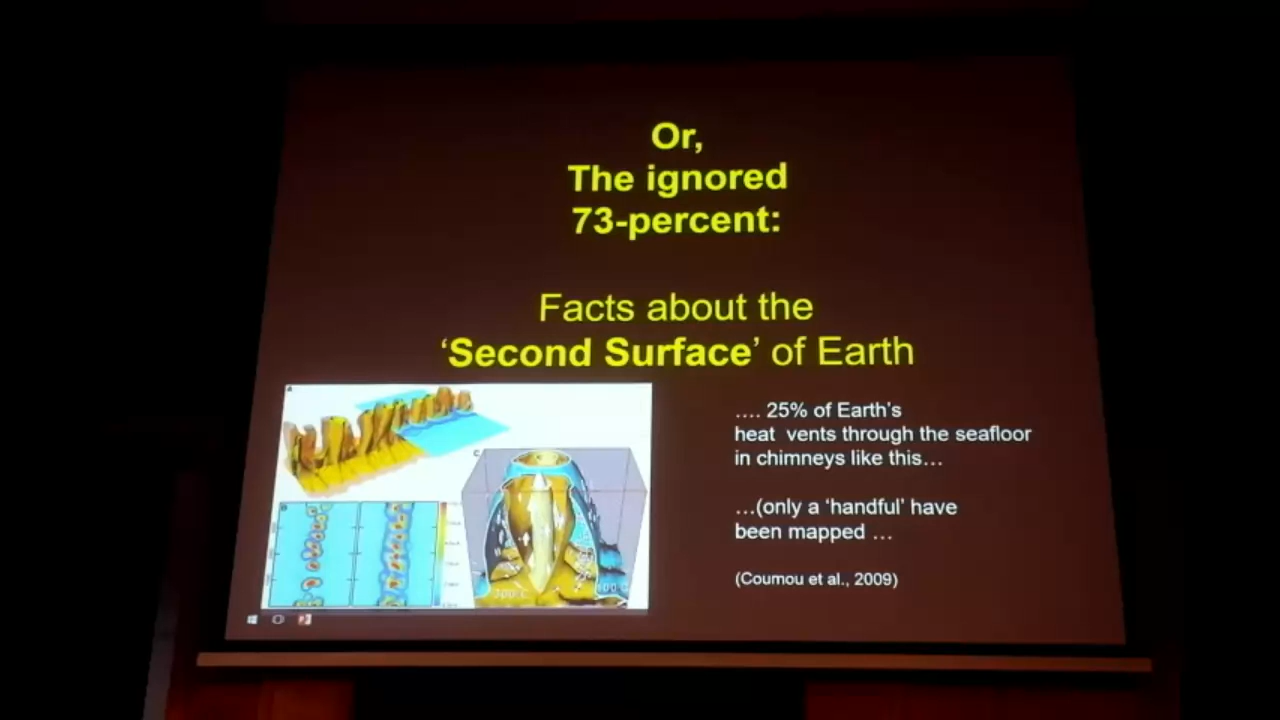 Or,
The ignored
73-percent:
Facts about the
‘Second Surface’ of Earth
…. 25% of Earth’s
heat vents through the seafloor
in chimneys like this…
…(only a ‘handful’ have
been mapped …
(Coumou et al., 2009)
A
C